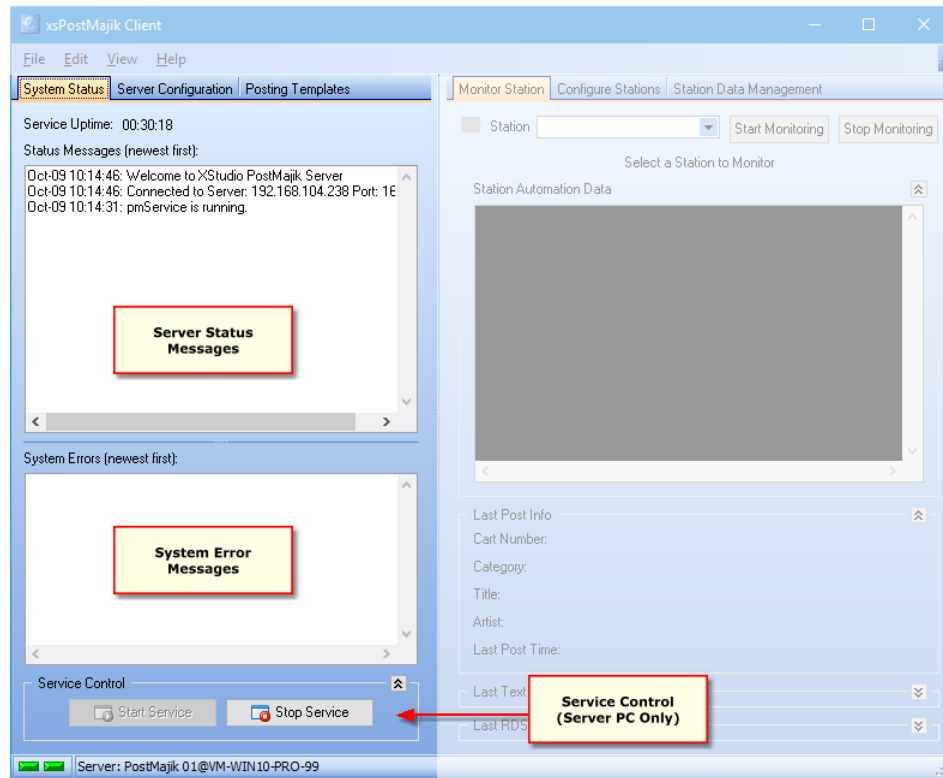 xsPostMajik Client
File Edit View Help
System Status Server Configuration Posting Templates
Service Uptime: 00:30:18
Status Messages (newest first):
Oct-09 10:14:46: Welcome to XStudio PostMajik Server
Oct-09 10:14:46: Connected to Server: 192.168.104.238 Port: 16
Oct-09 10:14:31: pmService is running.
Server Status
Messages
System Errors (newest first):
System Error
Messages
Service Control
Start Service Stop Service
Monitor Station Configure Stations Station Data Management
Station Start Monitoring Stop Monitoring
Select a Station to Monitor
Station Automation Data
Last Post Info
Cart Number:
Category:
Title:
Artist:
Last Post Time:
Last Text
Last RDS
Service Control
(Server PC Only)
Server: PostMajik 01@VM-WIN10-PRO-99